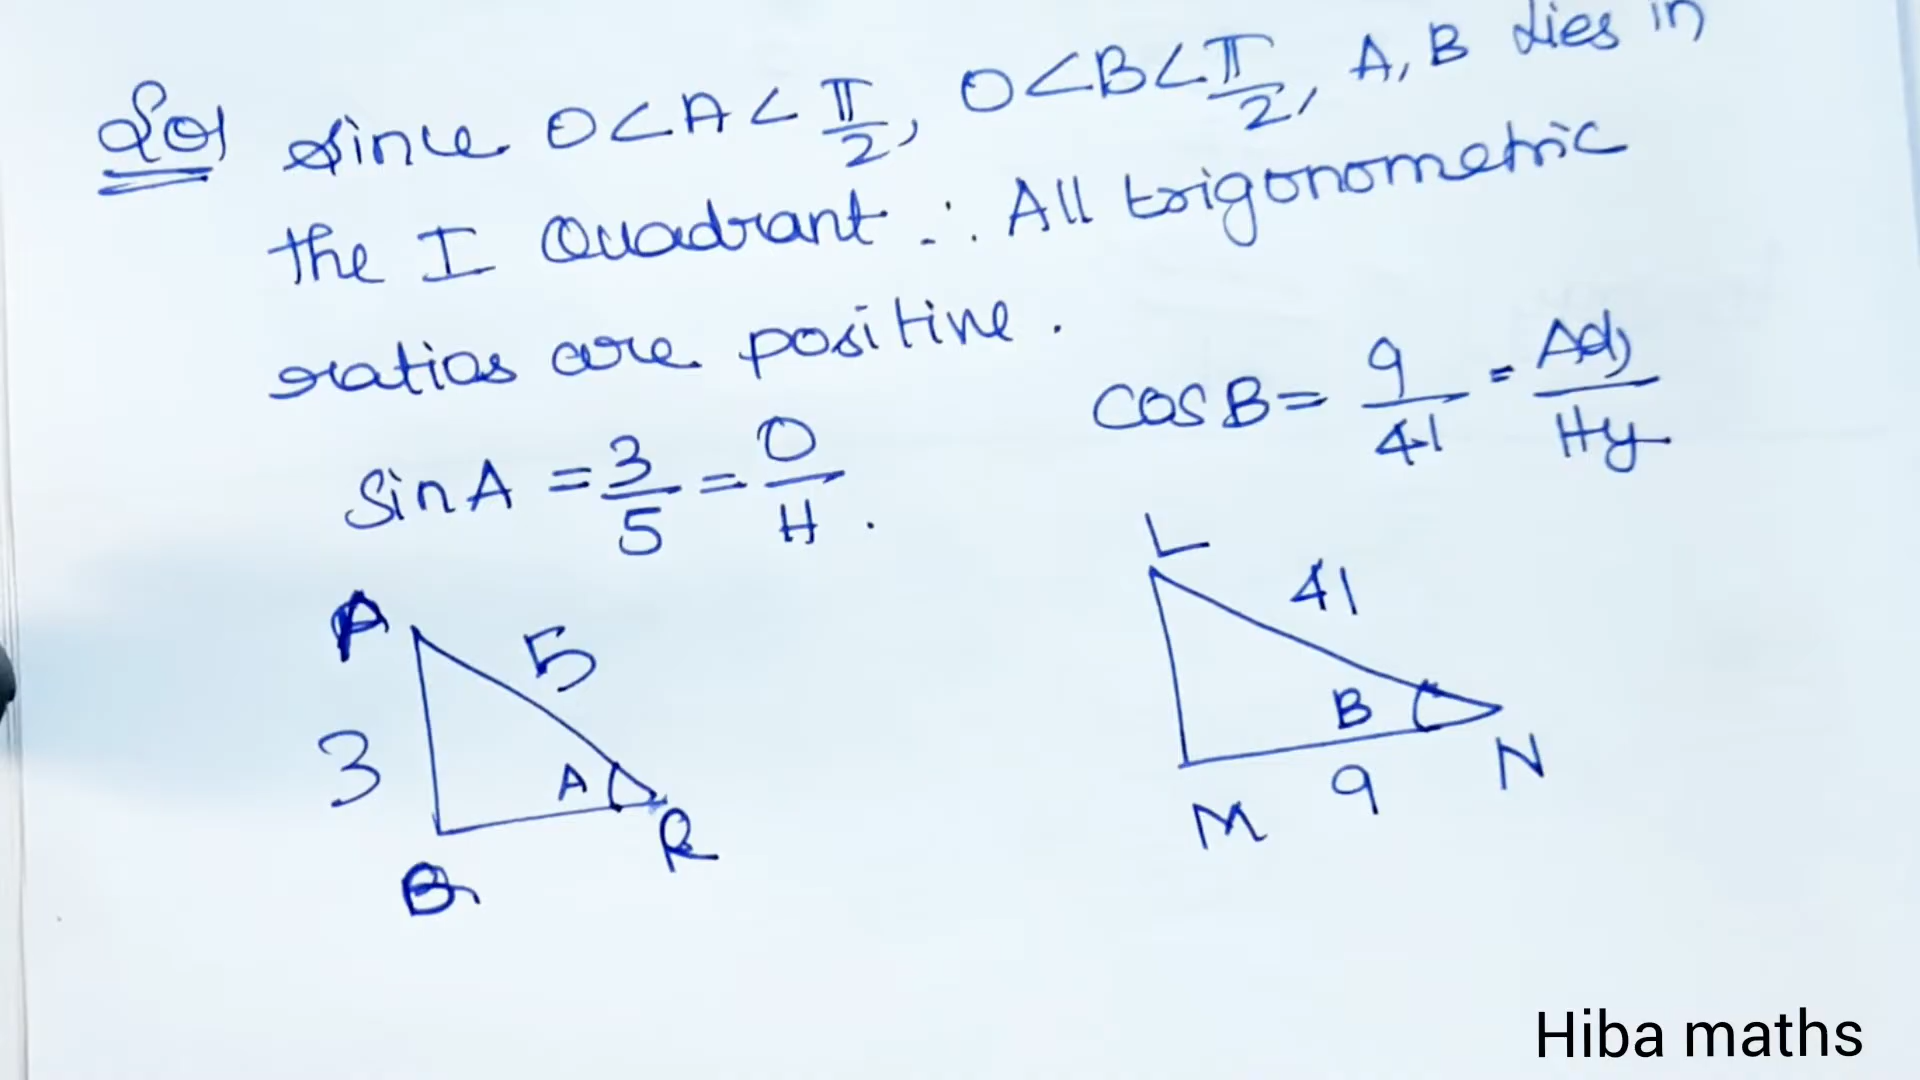 Sol Since 0<A<π/2, 0<B<π/2, A, B Lies in
the I Quadrant ∴ All trigonometric
ratios are positive.
sin A = 3/5 = O/H.
cos B = 9/41 = Adj/Hy
P
5
3
A
Q
R
L
41
B
M
9
N
Hiba maths